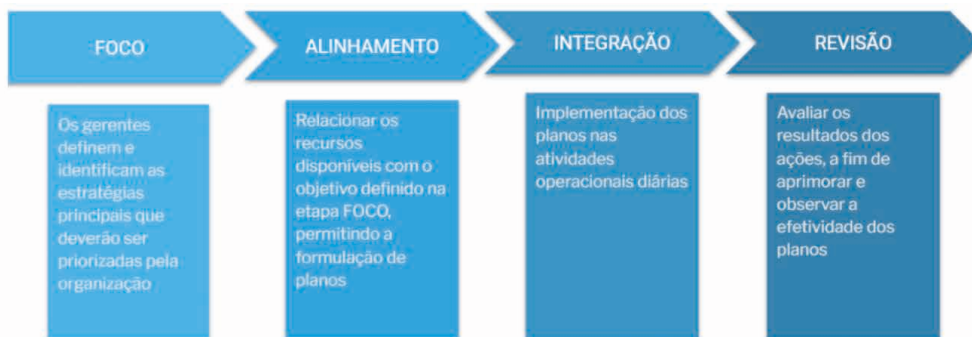 FOCO
ALINHAMENTO
INTEGRAÇÃO
REVISÃO
Os gerentes
definem e
identificam as
estratégias
principais que
deverão ser
priorizadas pela
organização
Relacionar os
recursos
disponíveis com o
objetivo definido na
etapa FOCO,
permitindo a
formulação de
planos
Implementação dos
planos nas
atividades
operacionais diárias
Avaliar os
resultados dos
ações, a fim de
aprimorar e
observar a
efetividade dos
planos